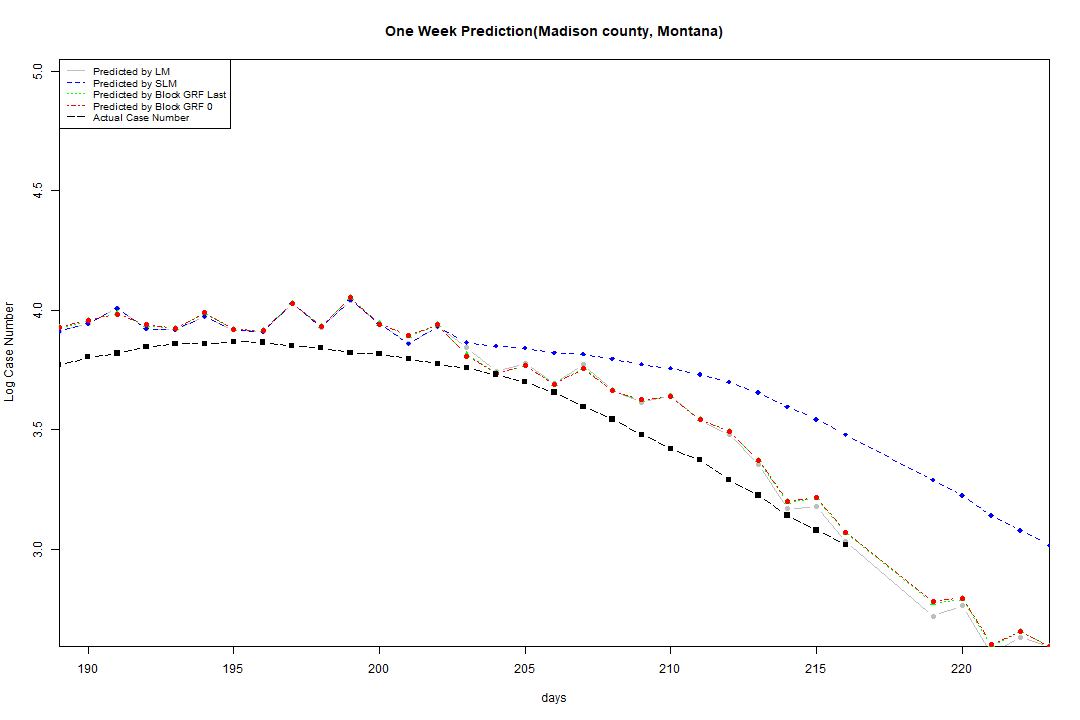 One Week Prediction(Madison county, Montana)
Predicted by LM
Predicted by SLM
Predicted by Block GRF Last
Predicted by Block GRF 0
Actual Case Number
5.0
4.5
4.0
3.5
3.0
Log Case Number
190 195 200 205 210 215 220
days